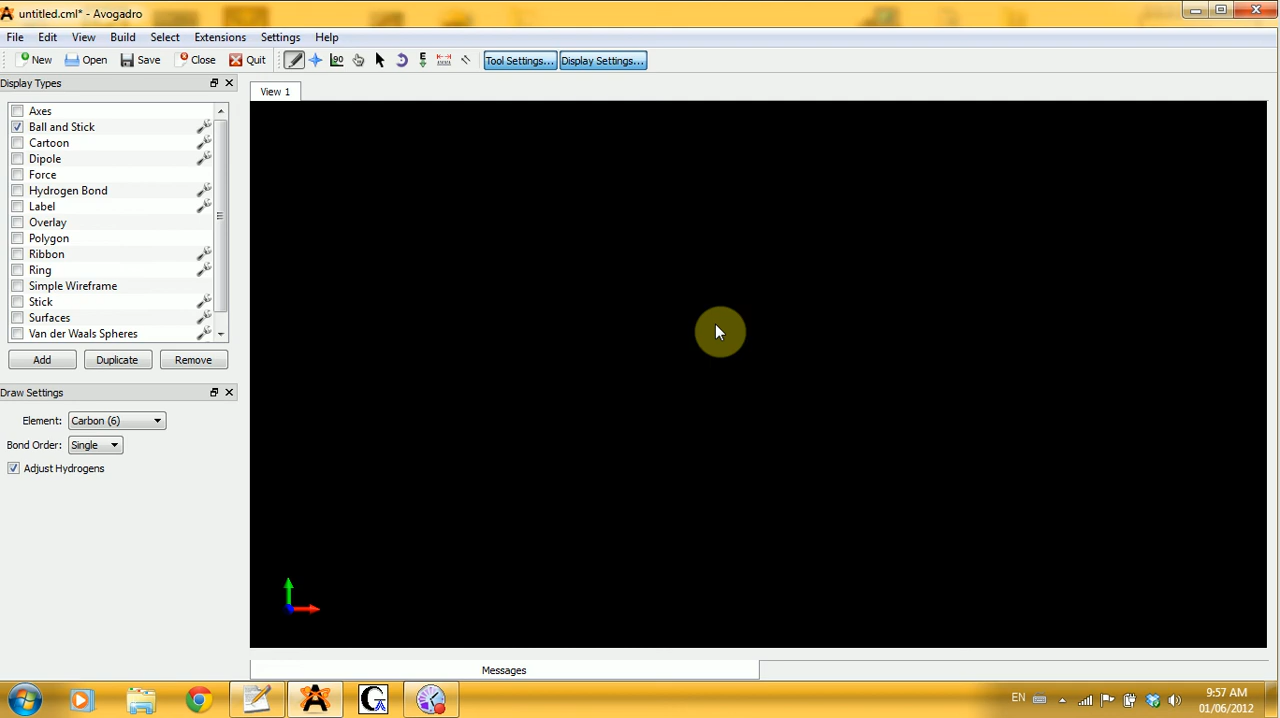 untitled.cml* - Avogadro
File Edit View Build Select Extensions Settings Help
New Open Save Close Quit 90 E Tool Settings... Display Settings...
Display Types
View 1
Axes
Ball and Stick
Cartoon
Dipole
Force
Hydrogen Bond
Label
Overlay
Polygon
Ribbon
Ring
Simple Wireframe
Stick
Surfaces
Van der Waals Spheres
Add Duplicate Remove
Draw Settings
Element: Carbon (6)
Bond Order: Single
Adjust Hydrogens
Messages
EN
9:57 AM
01/06/2012